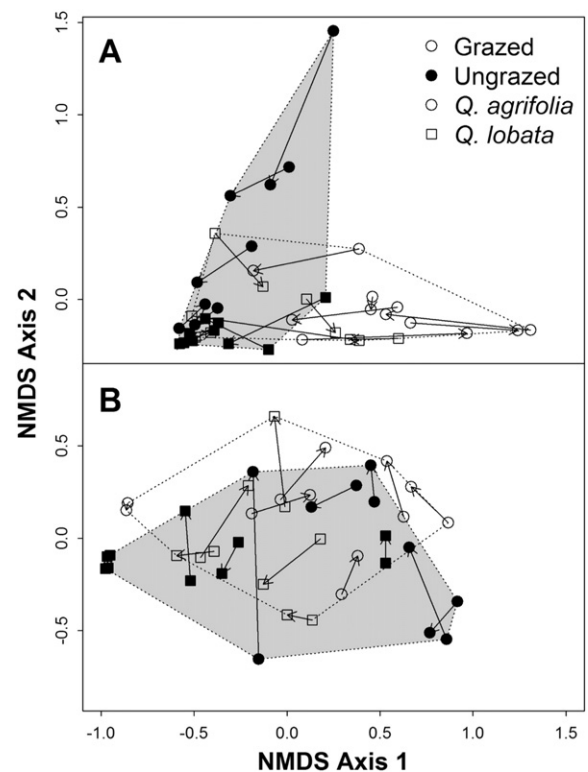 A
Grazed
Ungrazed
Q. agrifolia
Q. lobata
1.5
1.0
0.5
0.0
NMDS Axis 2
B
0.5
0.0
-0.5
-1.0 -0.5 0.0 0.5 1.0 1.5
NMDS Axis 1